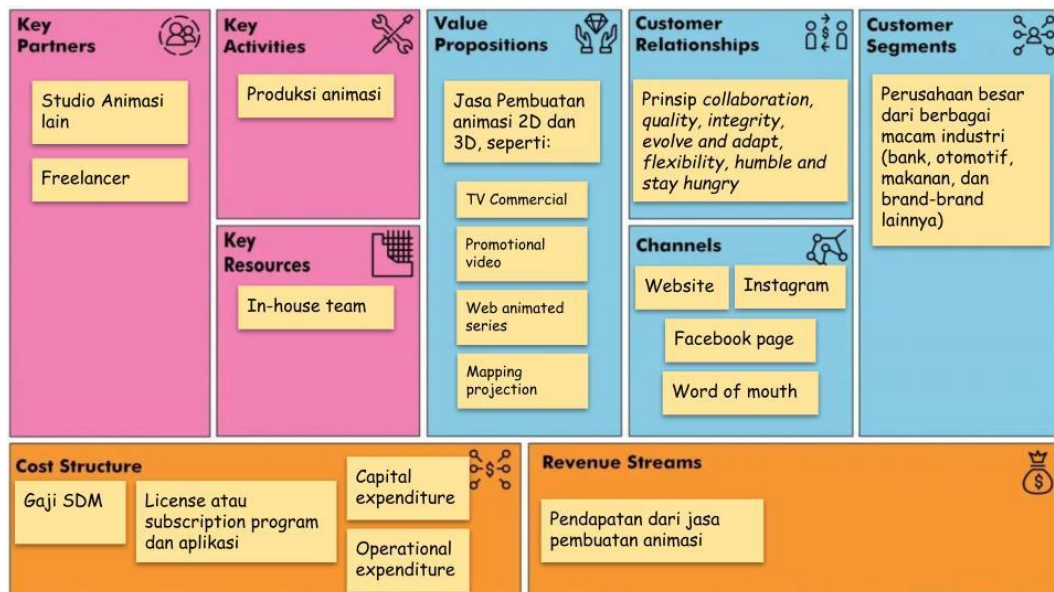 Key
Partners
Studio Animasi
lain
Freelancer
Key
Activities
Produksi animasi
Key
Resources
In-house team
Value
Propositions
Jasa Pembuatan
animasi 2D dan
3D, seperti:
TV Commercial
Promotional
video
Web animated
series
Mapping
projection
Customer
Relationships
Prinsip collaboration,
quality, integrity,
evolve and adapt,
flexibility, humble and
stay hungry
Channels
Website
Instagram
Facebook page
Word of mouth
Customer
Segments
Perusahaan besar
dari berbagai
macam industri
(bank, otomotif,
makanan, dan
brand-brand
lainnya)
Cost Structure
Gaji SDM
License atau
subscription program
dan aplikasi
Capital
expenditure
Operational
expenditure
Revenue Streams
Pendapatan dari jasa
pembuatan animasi